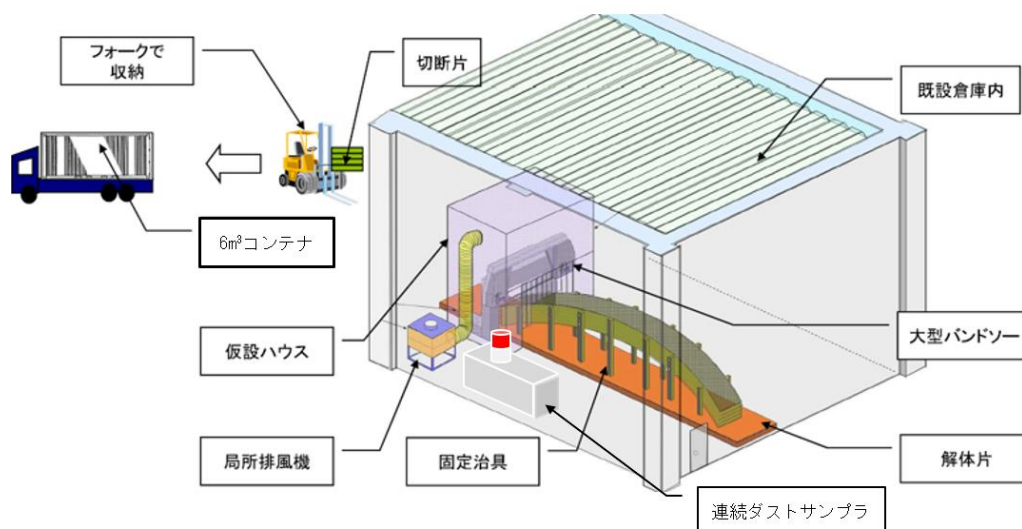 フォークで
収納
切断片
既設倉庫内
6m³コンテナ
仮設ハウス
大型バンドソー
局所排風機
固定治具
解体片
連続ダストサンプラ